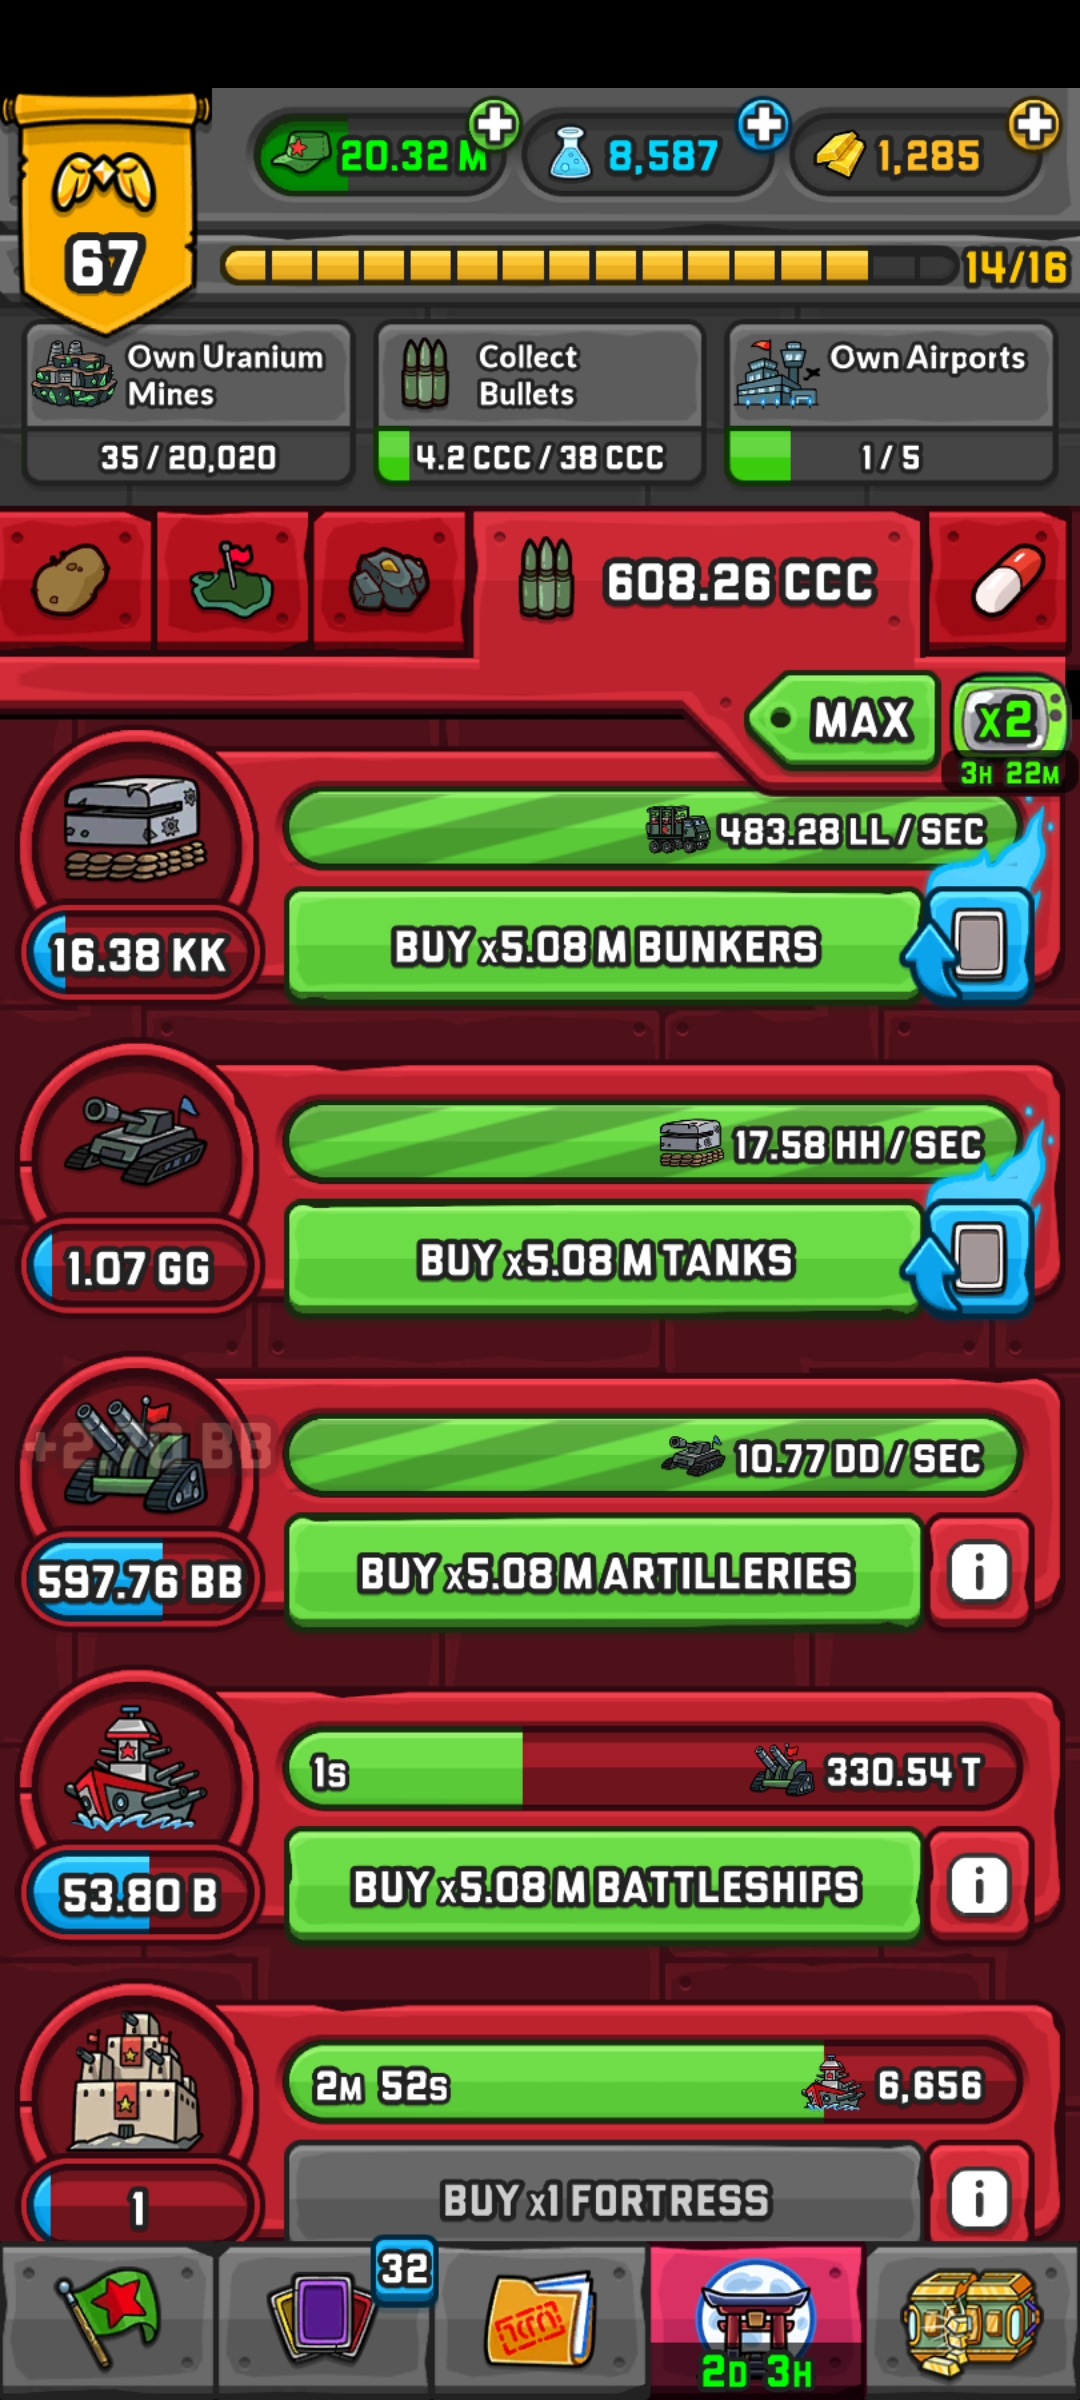 20.32 M
8,587
1,285
67
14/16
Own Uranium
Mines
35 / 20,020
Collect
Bullets
4.2 CCC / 38 CCC
Own Airports
1 / 5
608.26 CCC
MAX
x2
3H 22M
483.28 LL / SEC
16.38 KK
BUY x5.08 M BUNKERS
17.58 HH / SEC
1.07 GG
BUY x5.08 M TANKS
10.77 DD / SEC
597.76 BB
BUY x5.08 M ARTILLERIES
i
1s
330.54 T
53.80 B
BUY x5.08 M BATTLESHIPS
i
2M 52s
6,656
1
BUY x1 FORTRESS
i
32
2D 3H